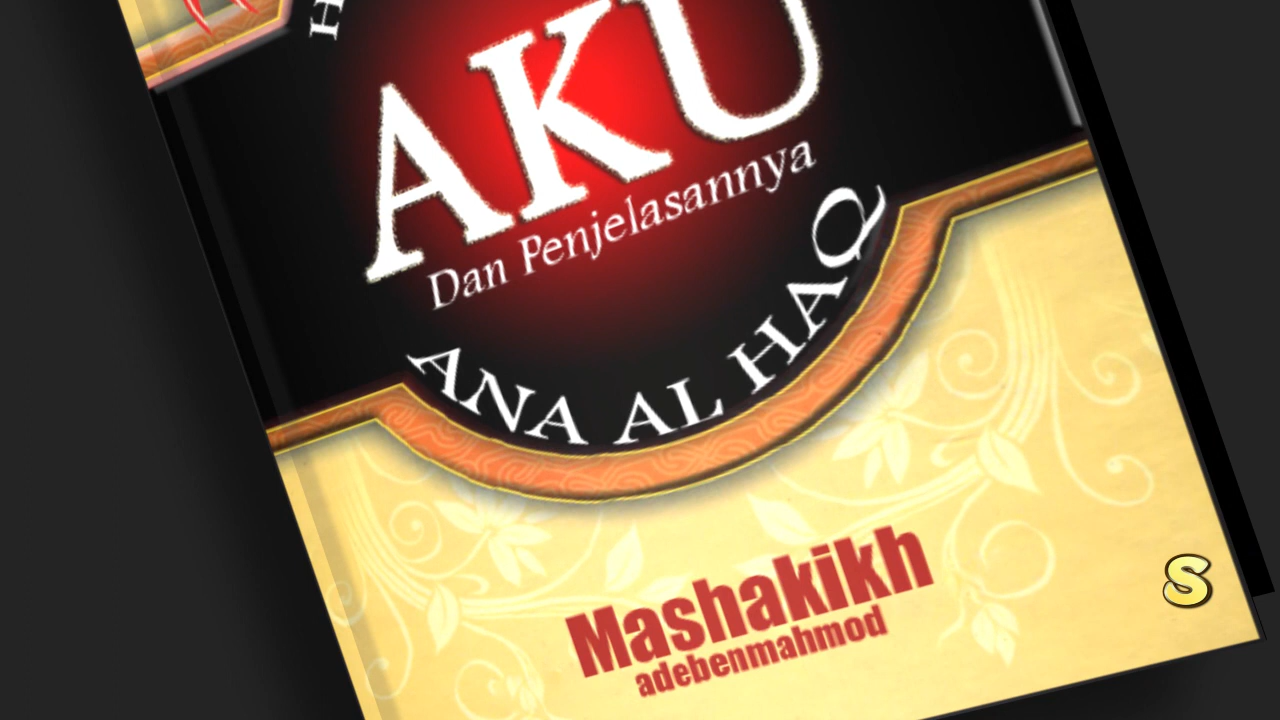 AKU
Dan Penjelasannya
ANA AL HAQ
Mashakikh
adebenmahmod
S